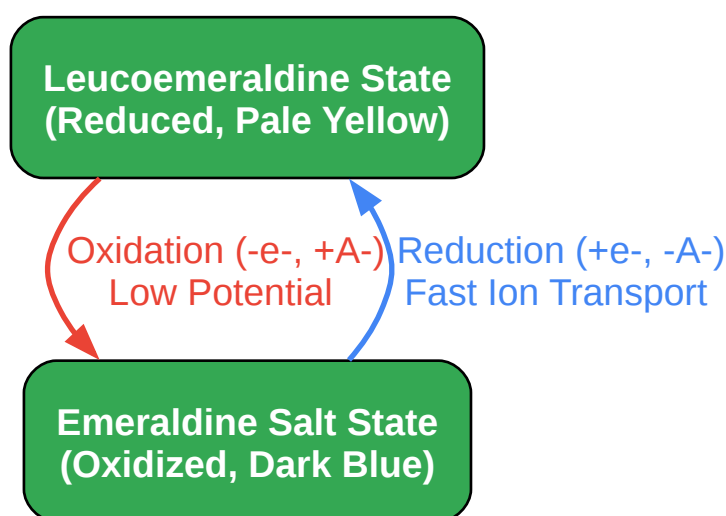 Leucoemeraldine State
(Reduced, Pale Yellow)
Oxidation (-e-, +A-)
Low Potential
Reduction (+e-, -A-)
Fast Ion Transport
Emeraldine Salt State
(Oxidized, Dark Blue)